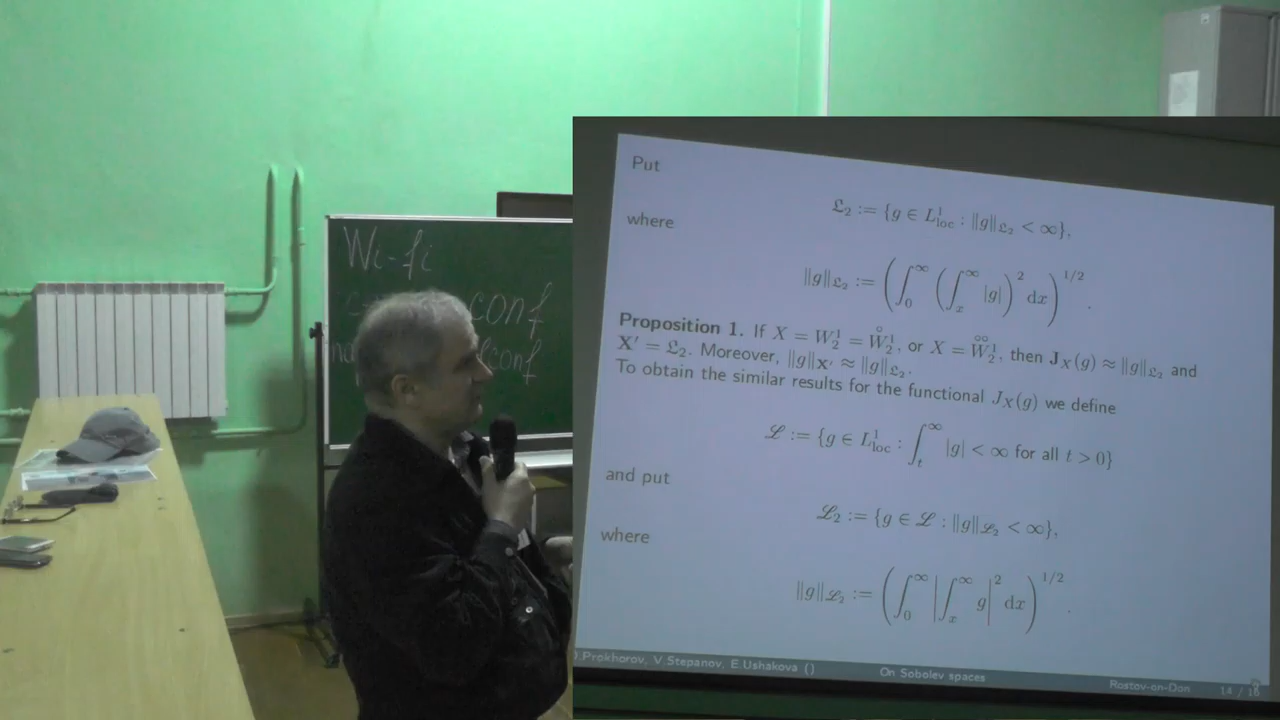 Wi-fi
conf
conf
Put
𝔏₂ := {g ∈ L¹_loc : ‖g‖_𝔏₂ < ∞},
where
‖g‖_𝔏₂ := (∫₀^∞ (∫ₓ^∞ |g|)² dx)^{1/2}.
Proposition 1. If X = W₂¹ = W̊₂¹, or X = W̊̊₂¹, then 𝐉_X(g) ≈ ‖g‖_𝔏₂ and
𝐗′ = 𝔏₂. Moreover, ‖g‖_𝐗′ ≈ ‖g‖_𝔏₂.
To obtain the similar results for the functional J_X(g) we define
ℒ := {g ∈ L¹_loc : ∫ₜ^∞ |g| < ∞ for all t > 0}
and put
ℒ₂ := {g ∈ ℒ : ‖g‖_ℒ₂ < ∞},
where
‖g‖_ℒ₂ := (∫₀^∞ |∫ₓ^∞ g|² dx)^{1/2}.
D.Prokhorov, V.Stepanov, E.Ushakova () On Sobolev spaces Rostov-on-Don 14 / 16